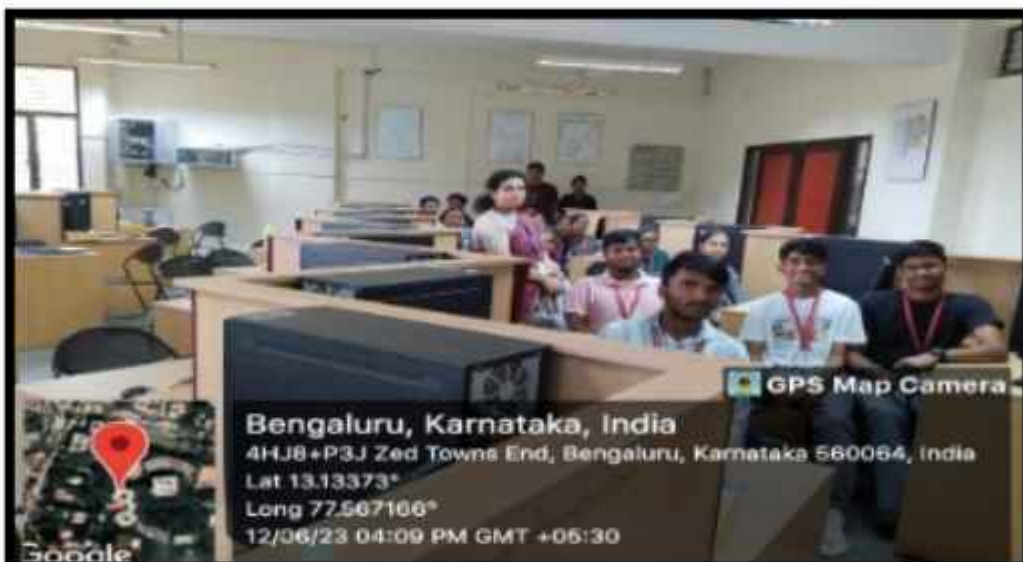 GPS Map Camera
Bengaluru, Karnataka, India
4HJ8+P3J Zed Towns End, Bengaluru, Karnataka 560064, India
Lat 13.13373°
Long 77.567166°
12/06/23 04:09 PM GMT +05:30
Google